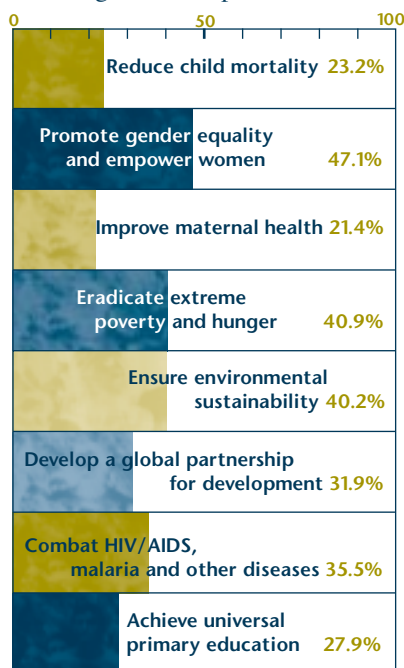 0 50 100
Reduce child mortality 23.2%
Promote gender equality
and empower women 47.1%
Improve maternal health 21.4%
Eradicate extreme
poverty and hunger 40.9%
Ensure environmental
sustainability 40.2%
Develop a global partnership
for development 31.9%
Combat HIV/AIDS,
malaria and other diseases 35.5%
Achieve universal
primary education 27.9%